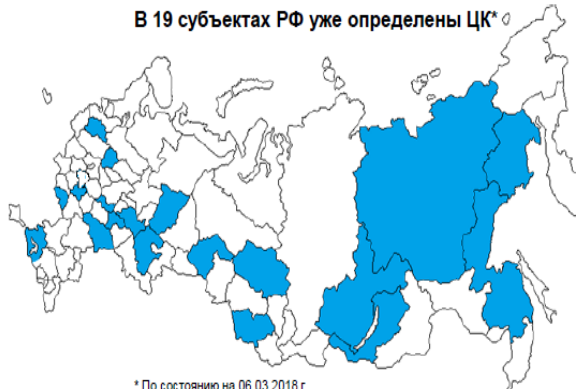 В 19 субъектах РФ уже определены ЦК*
* По состоянию на 06.03.2018 г.